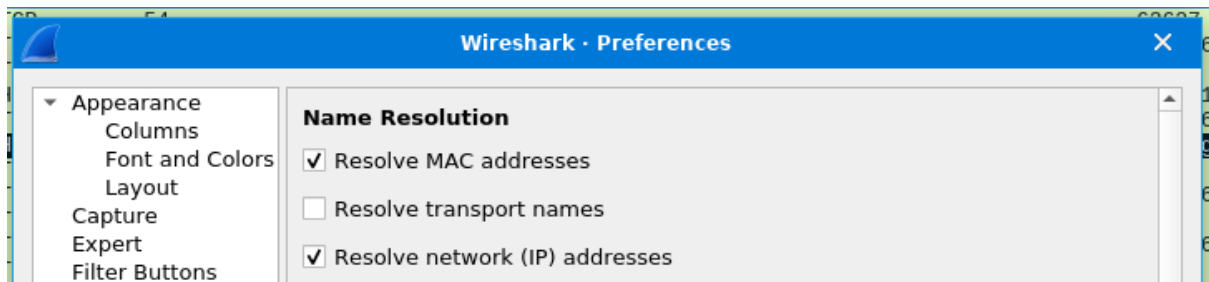 Wireshark · Preferences
Appearance
Columns
Font and Colors
Layout
Capture
Expert
Filter Buttons
Name Resolution
Resolve MAC addresses
Resolve transport names
Resolve network (IP) addresses